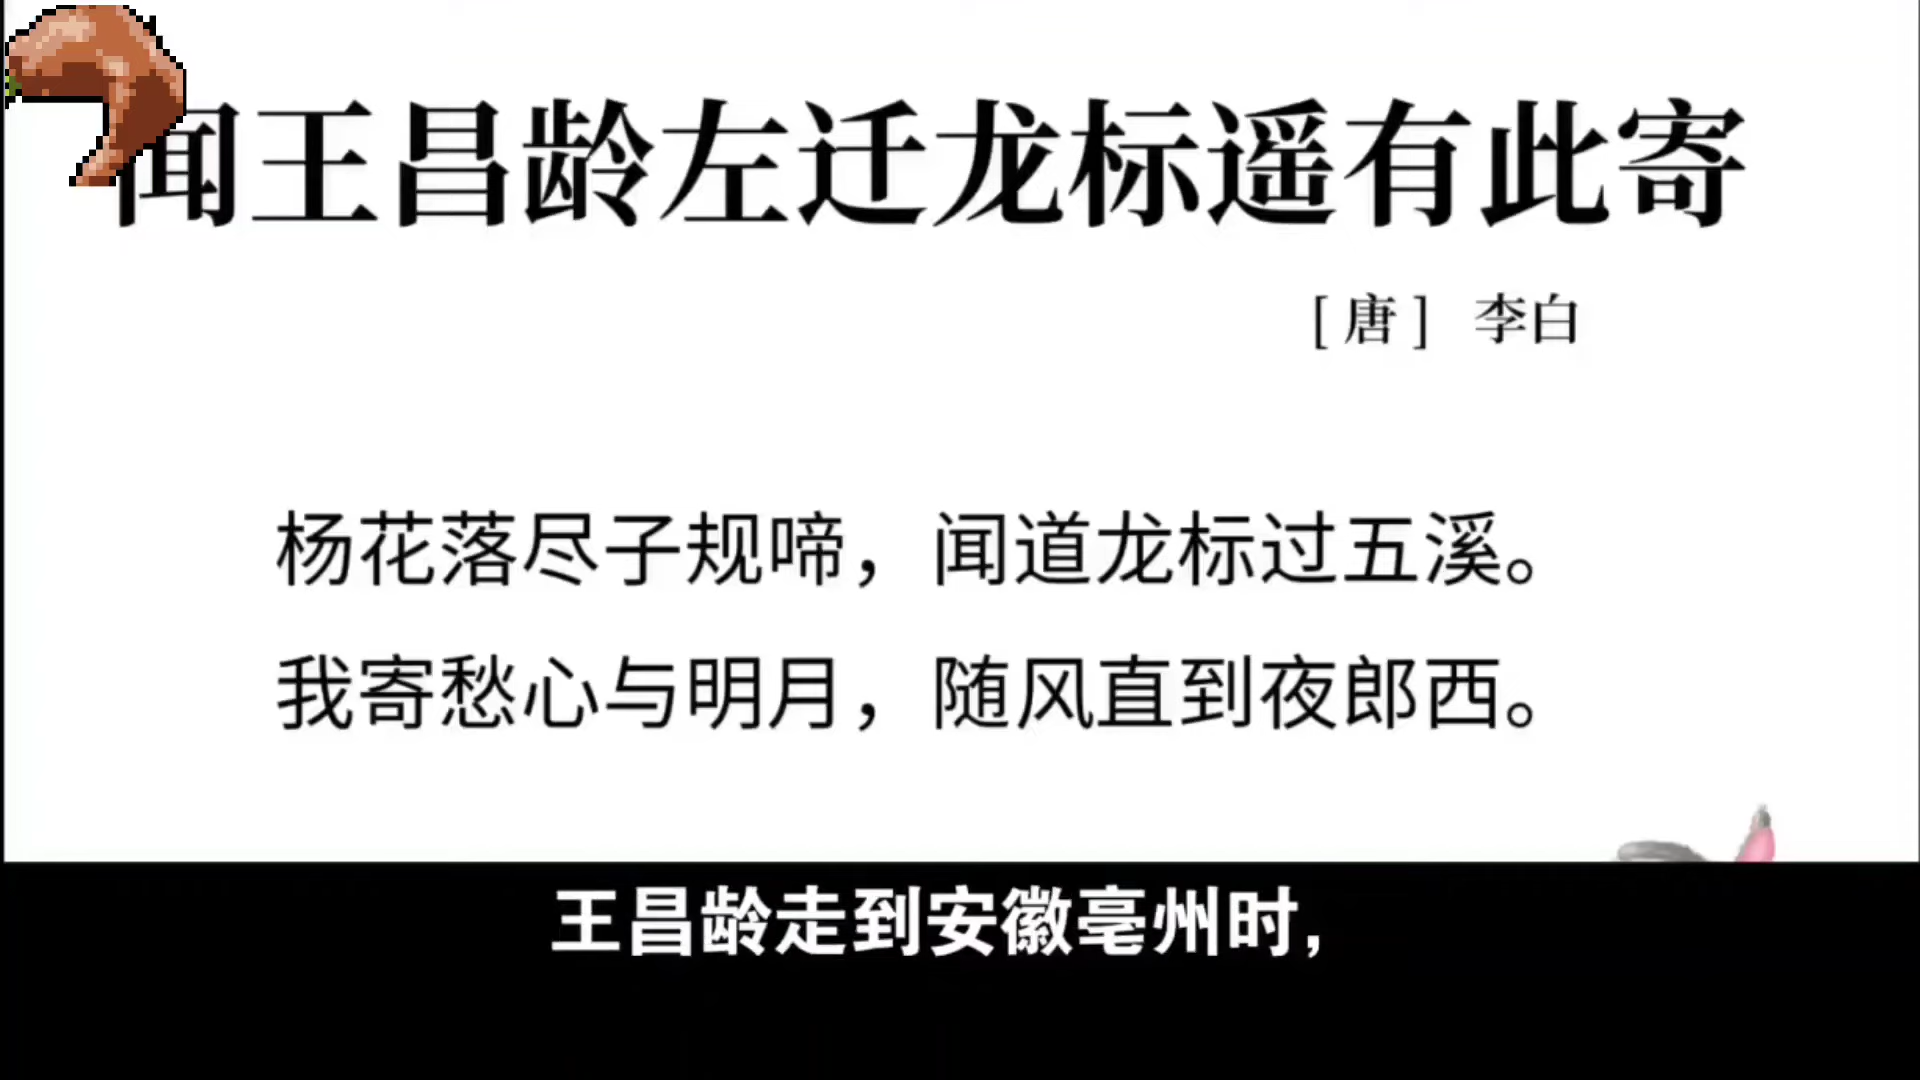 闻王昌龄左迁龙标遥有此寄
[唐] 李白
杨花落尽子规啼，闻道龙标过五溪。
我寄愁心与明月，随风直到夜郎西。
王昌龄走到安徽亳州时，